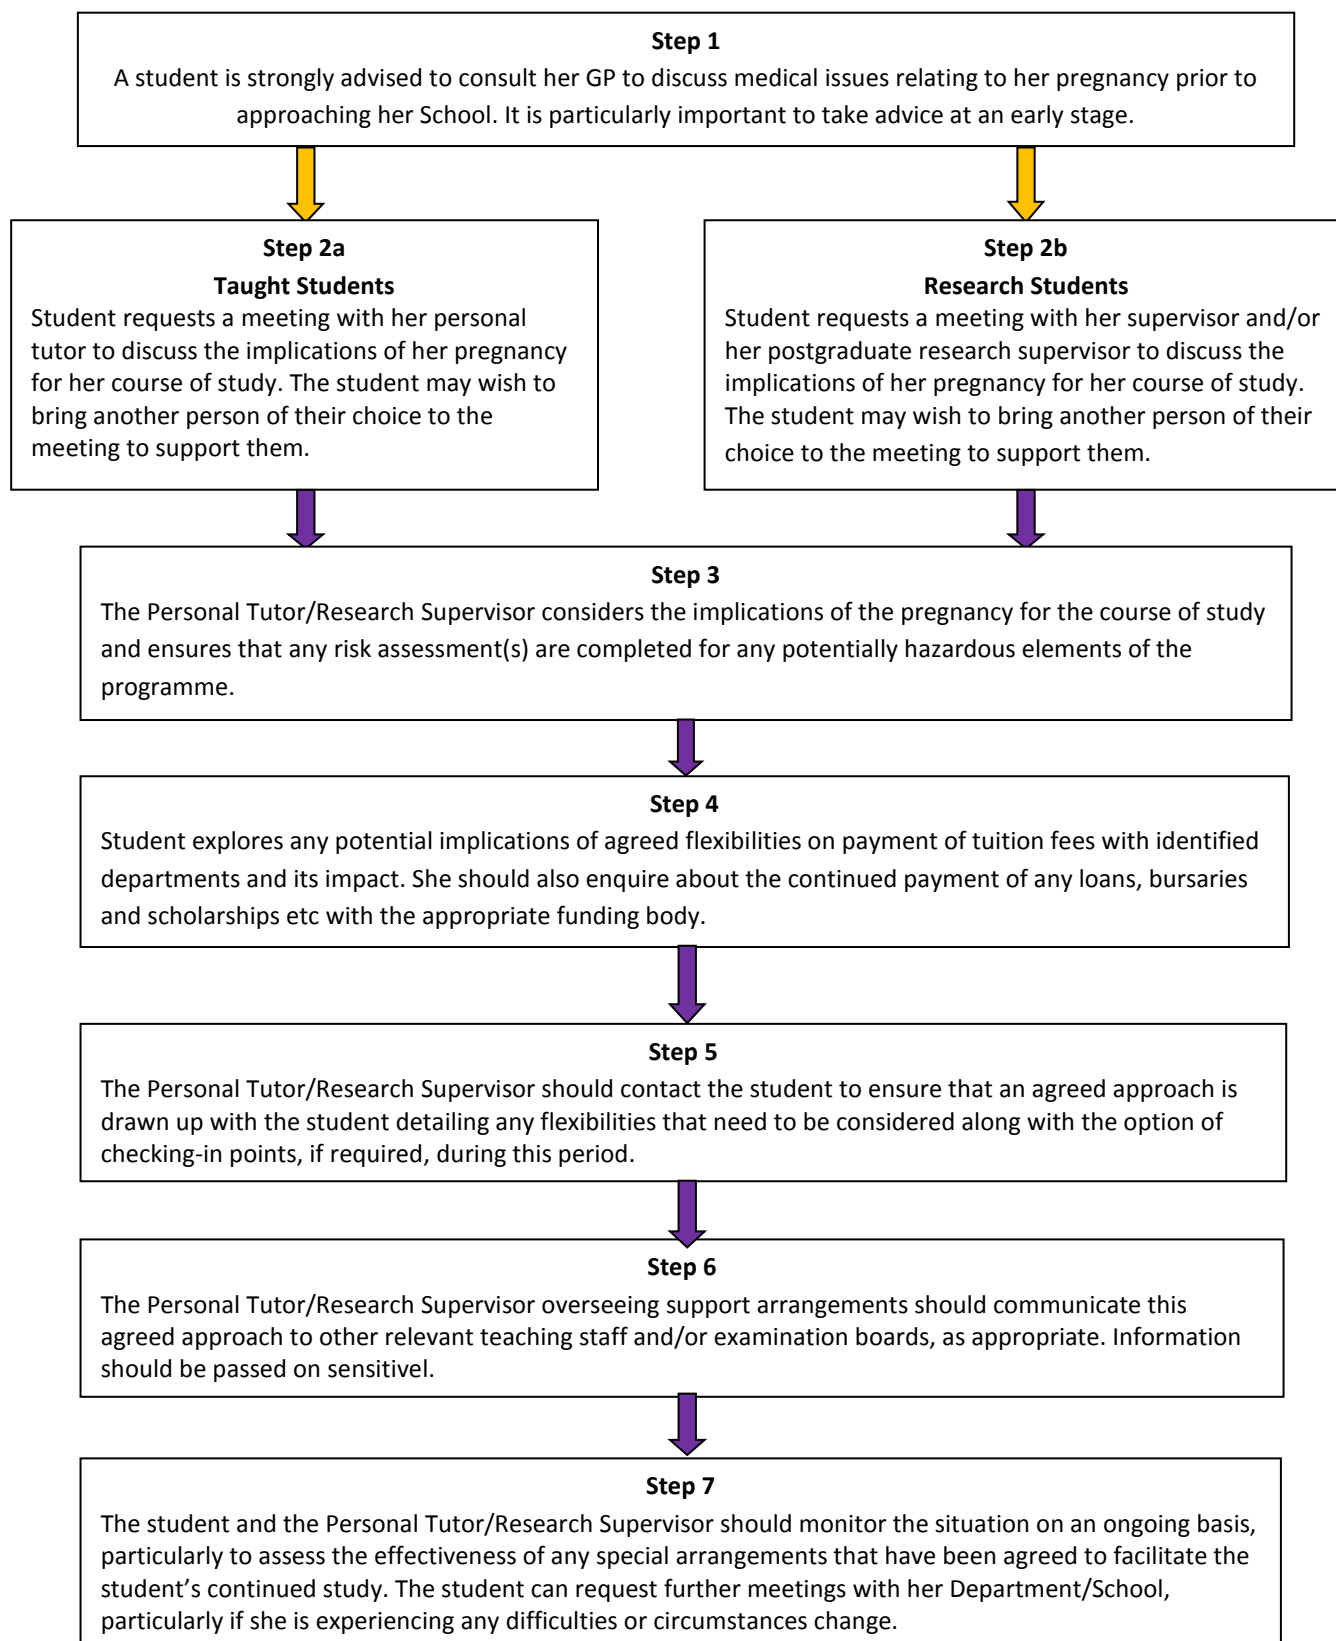 Step 1
A student is strongly advised to consult her GP to discuss medical issues relating to her pregnancy prior to
approaching her School. It is particularly important to take advice at an early stage.
Step 2a
Taught Students
Student requests a meeting with her personal
tutor to discuss the implications of her pregnancy
for her course of study. The student may wish to
bring another person of their choice to the
meeting to support them.
Step 2b
Research Students
Student requests a meeting with her supervisor and/or
her postgraduate research supervisor to discuss the
implications of her pregnancy for her course of study.
The student may wish to bring another person of their
choice to the meeting to support them.
Step 3
The Personal Tutor/Research Supervisor considers the implications of the pregnancy for the course of study
and ensures that any risk assessment(s) are completed for any potentially hazardous elements of the
programme.
Step 4
Student explores any potential implications of agreed flexibilities on payment of tuition fees with identified
departments and its impact. She should also enquire about the continued payment of any loans, bursaries
and scholarships etc with the appropriate funding body.
Step 5
The Personal Tutor/Research Supervisor should contact the student to ensure that an agreed approach is
drawn up with the student detailing any flexibilities that need to be considered along with the option of
checking-in points, if required, during this period.
Step 6
The Personal Tutor/Research Supervisor overseeing support arrangements should communicate this
agreed approach to other relevant teaching staff and/or examination boards, as appropriate. Information
should be passed on sensitivel.
Step 7
The student and the Personal Tutor/Research Supervisor should monitor the situation on an ongoing basis,
particularly to assess the effectiveness of any special arrangements that have been agreed to facilitate the
student’s continued study. The student can request further meetings with her Department/School,
particularly if she is experiencing any difficulties or circumstances change.